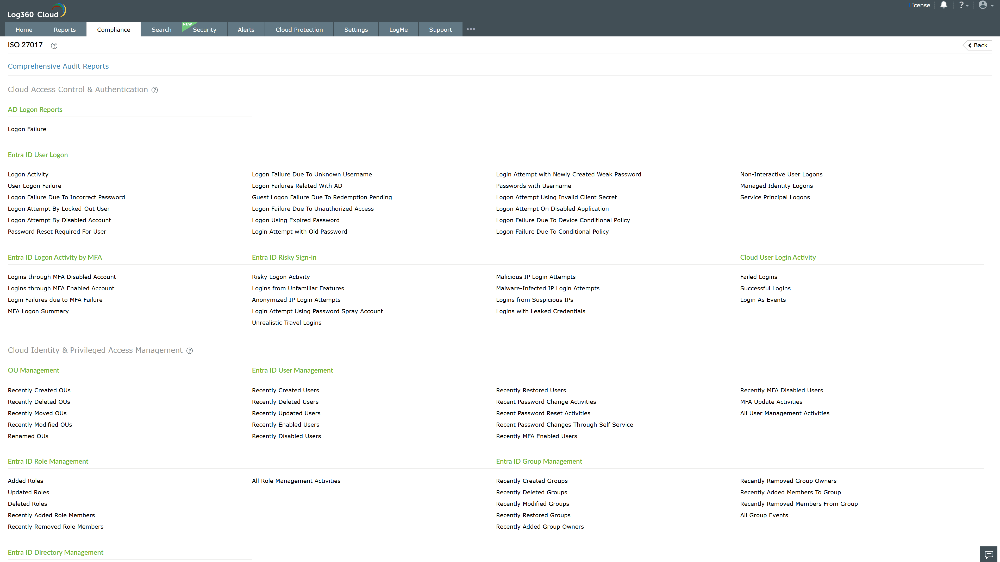 License
?
Log360 Cloud
Home
Reports
Compliance
Search
NEW
Security
Alerts
Cloud Protection
Settings
LogMe
Support
ISO 27017 ?
Back
Comprehensive Audit Reports
Cloud Access Control & Authentication ?
AD Logon Reports
Logon Failure
Entra ID User Logon
Logon Activity
User Logon Failure
Logon Failure Due To Incorrect Password
Logon Attempt By Locked-Out User
Logon Attempt By Disabled Account
Password Reset Required For User
Logon Failure Due To Unknown Username
Logon Failures Related With AD
Guest Logon Failure Due To Redemption Pending
Logon Failure Due To Unauthorized Access
Logon Using Expired Password
Login Attempt with Old Password
Login Attempt with Newly Created Weak Password
Passwords with Username
Logon Attempt Using Invalid Client Secret
Logon Attempt On Disabled Application
Logon Failure Due To Device Conditional Policy
Logon Failure Due To Conditional Policy
Non-Interactive User Logons
Managed Identity Logons
Service Principal Logons
Entra ID Logon Activity by MFA
Logins through MFA Disabled Account
Logins through MFA Enabled Account
Login Failures due to MFA Failure
MFA Logon Summary
Entra ID Risky Sign-in
Risky Logon Activity
Logins from Unfamiliar Features
Anonymized IP Login Attempts
Login Attempt Using Password Spray Account
Unrealistic Travel Logins
Malicious IP Login Attempts
Malware-Infected IP Login Attempts
Logins from Suspicious IPs
Logins with Leaked Credentials
Cloud User Login Activity
Failed Logins
Successful Logins
Login As Events
Cloud Identity & Privileged Access Management ?
OU Management
Recently Created OUs
Recently Deleted OUs
Recently Moved OUs
Recently Modified OUs
Renamed OUs
Entra ID User Management
Recently Created Users
Recently Deleted Users
Recently Updated Users
Recently Enabled Users
Recently Disabled Users
Recently Restored Users
Recent Password Change Activities
Recent Password Reset Activities
Recent Password Changes Through Self Service
Recently MFA Enabled Users
Recently MFA Disabled Users
MFA Update Activities
All User Management Activities
Entra ID Role Management
Added Roles
Updated Roles
Deleted Roles
Recently Added Role Members
Recently Removed Role Members
All Role Management Activities
Entra ID Group Management
Recently Created Groups
Recently Deleted Groups
Recently Modified Groups
Recently Restored Groups
Recently Added Group Owners
Recently Removed Group Owners
Recently Added Members To Group
Recently Removed Members From Group
All Group Events
Entra ID Directory Management